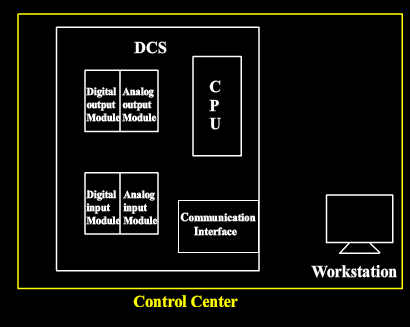 DCS
Digital output Module
Analog output Module
C
P
U
Digital input Module
Analog input Module
Communication
Interface
Workstation
Control Center